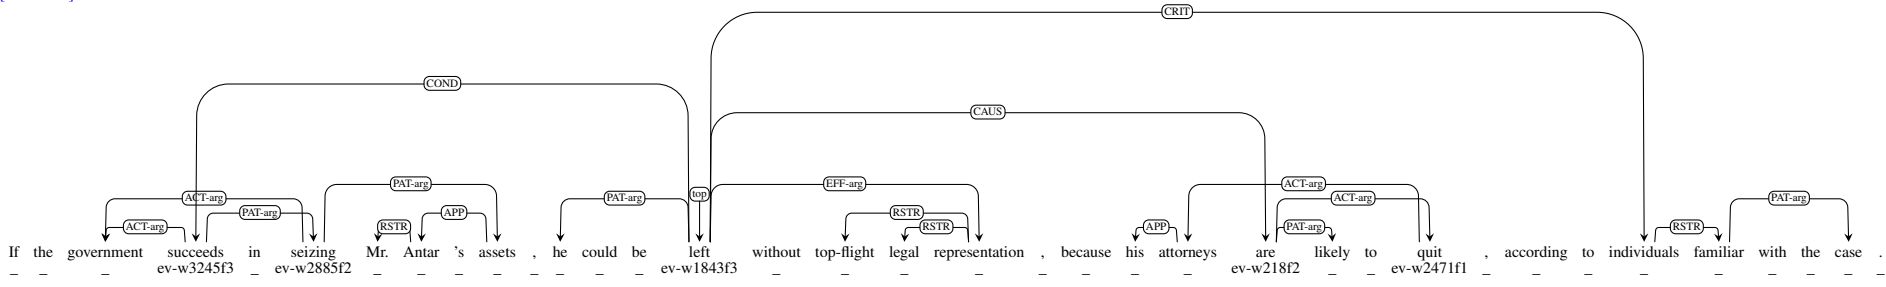 CRIT
COND
CAUS
ACT-arg PAT-arg PAT-arg top EFF-arg ACT-arg PAT-arg
ACT-arg PAT-arg RSTR APP RSTR RSTR APP PAT-arg ACT-arg RSTR
If the government succeeds in seizing Mr. Antar 's assets , he could be left without top-flight legal representation , because his attorneys are likely to quit , according to individuals familiar with the case .
_ _ _ ev-w3245f3 _ ev-w2885f2 _ _ _ _ _ _ _ _ ev-w1843f3 _ _ _ _ _ _ _ _ ev-w218f2 _ _ ev-w2471f1 _ _ _ _ _ _ _ _ _